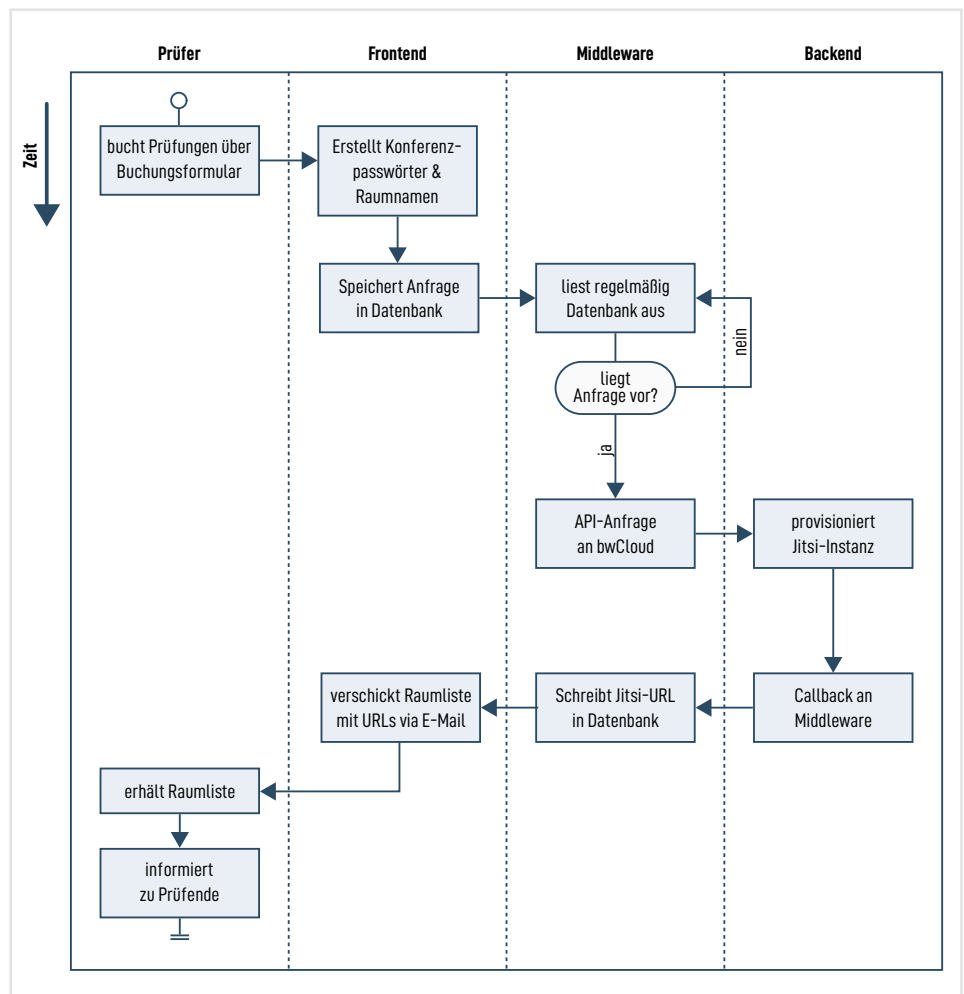 Prüfer
Frontend
Middleware
Backend
Zeit
bucht Prüfungen über
Buchungsformular
Erstellt Konferenz-
passwörter &
Raumnamen
Speichert Anfrage
in Datenbank
liest regelmäßig
Datenbank aus
nein
liegt
Anfrage vor?
ja
API-Anfrage
an bwCloud
provisioniert
Jitsi-Instanz
verschickt Raumliste
mit URLs via E-Mail
Schreibt Jitsi-URL
in Datenbank
Callback an
Middleware
erhält Raumliste
informiert
zu Prüfende